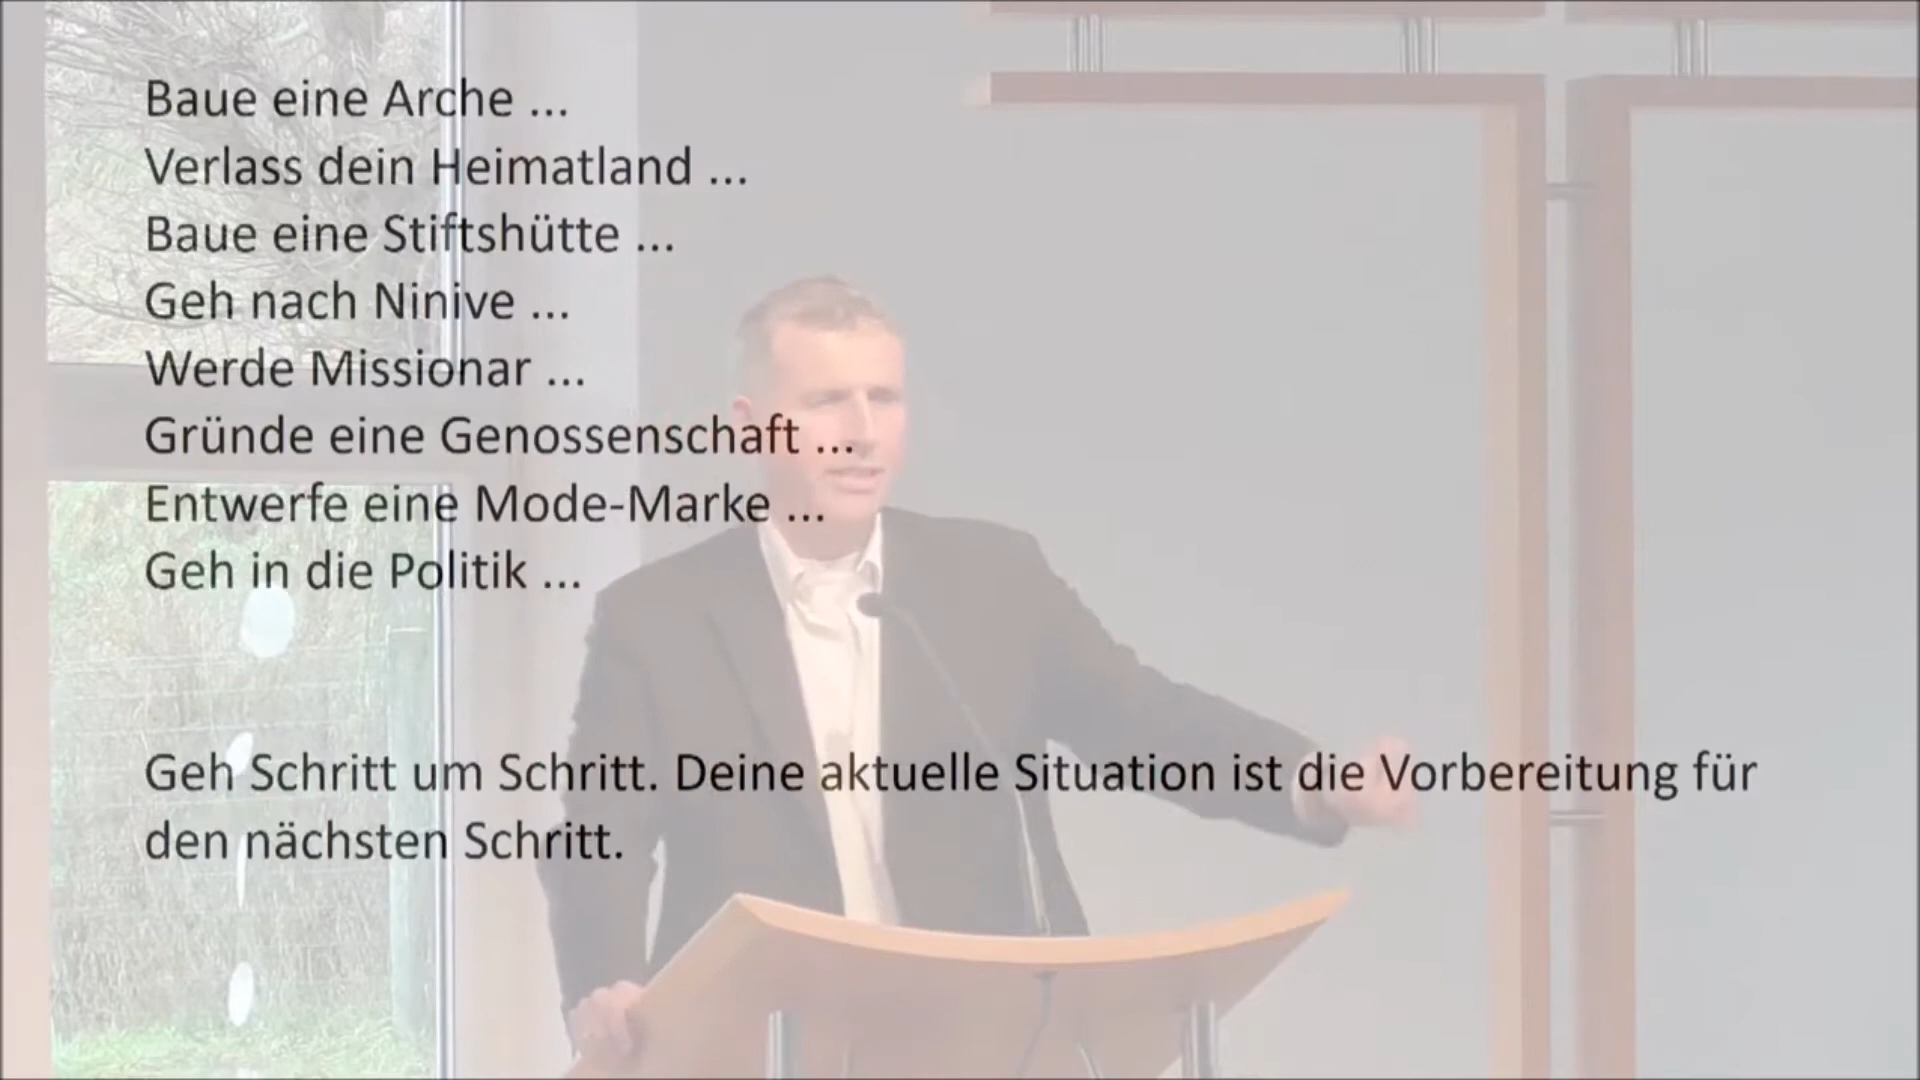 Baue eine Arche ...
Verlass dein Heimatland ...
Baue eine Stiftshütte ...
Geh nach Ninive ...
Werde Missionar ...
Gründe eine Genossenschaft ...
Entwerfe eine Mode-Marke ...
Geh in die Politik ...
Geh Schritt um Schritt. Deine aktuelle Situation ist die Vorbereitung für
den nächsten Schritt.